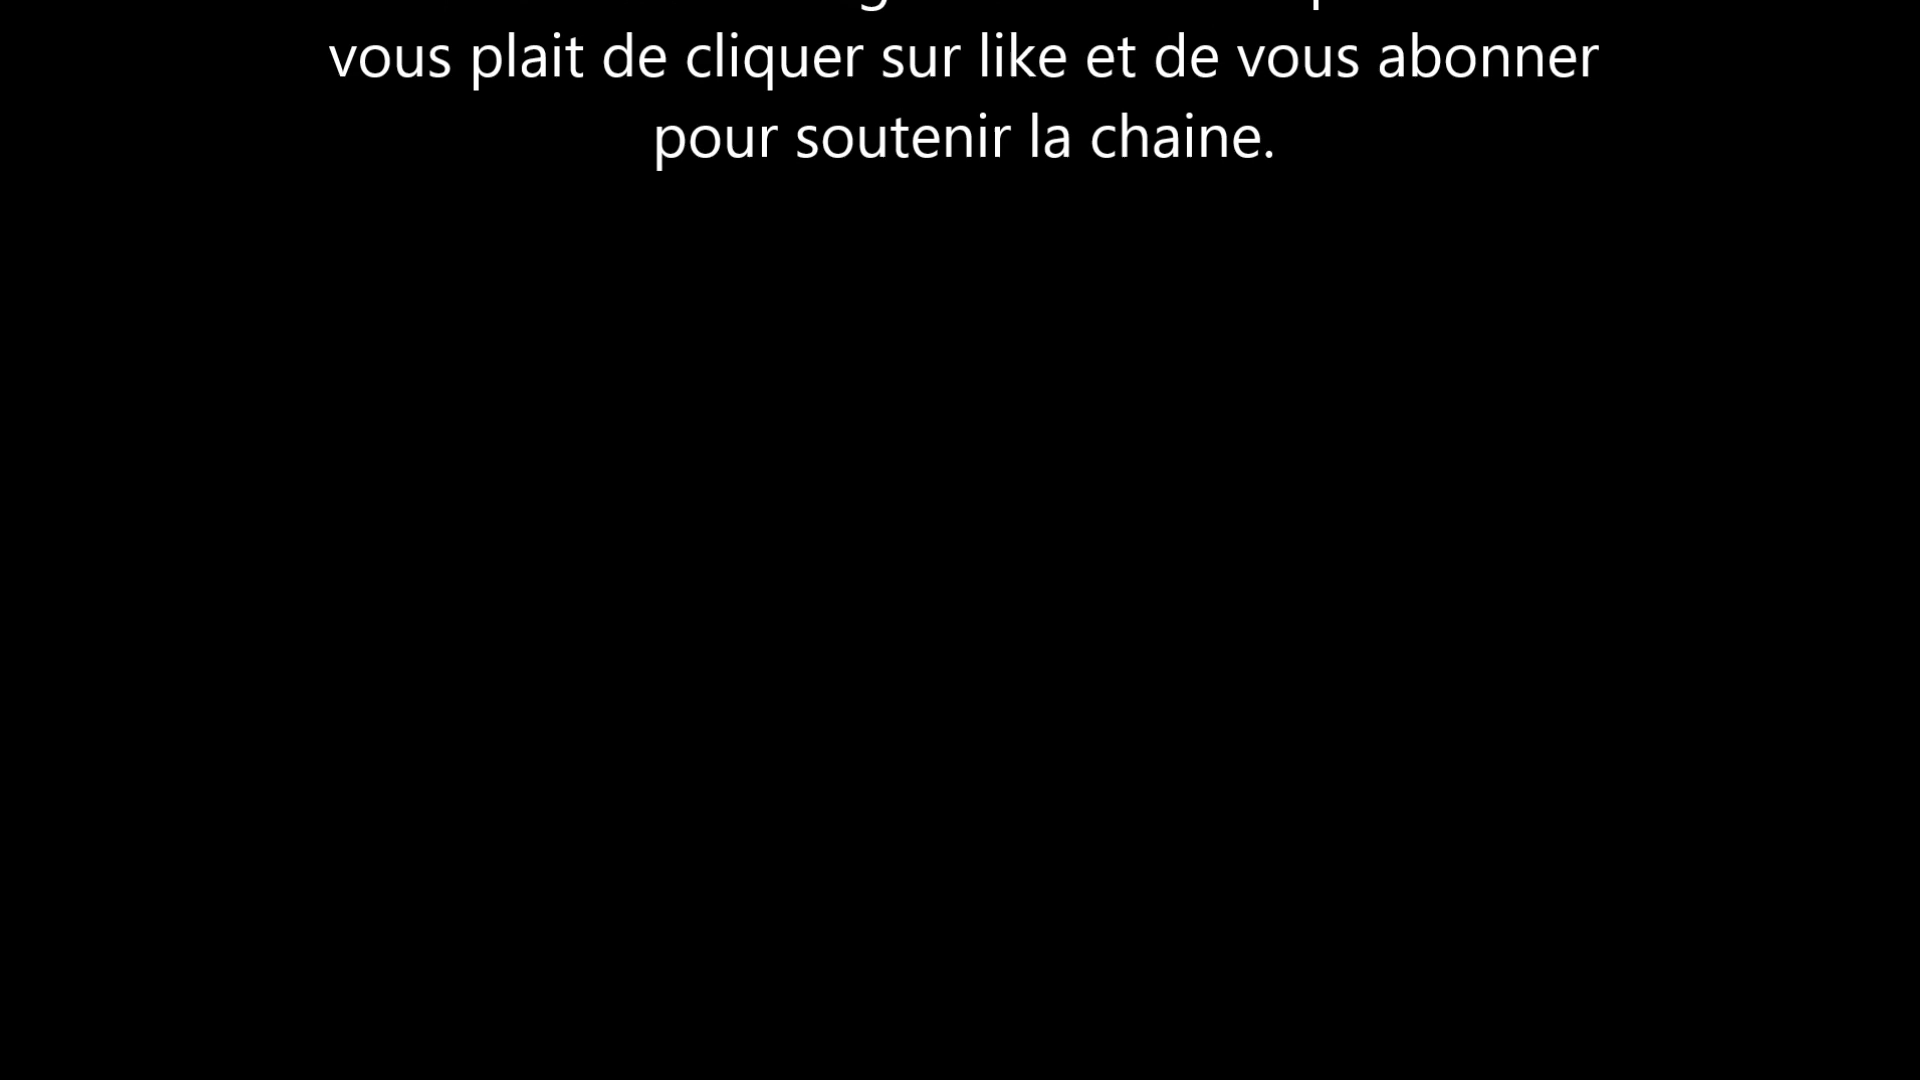 vous plait de cliquer sur like et de vous abonner
pour soutenir la chaine.